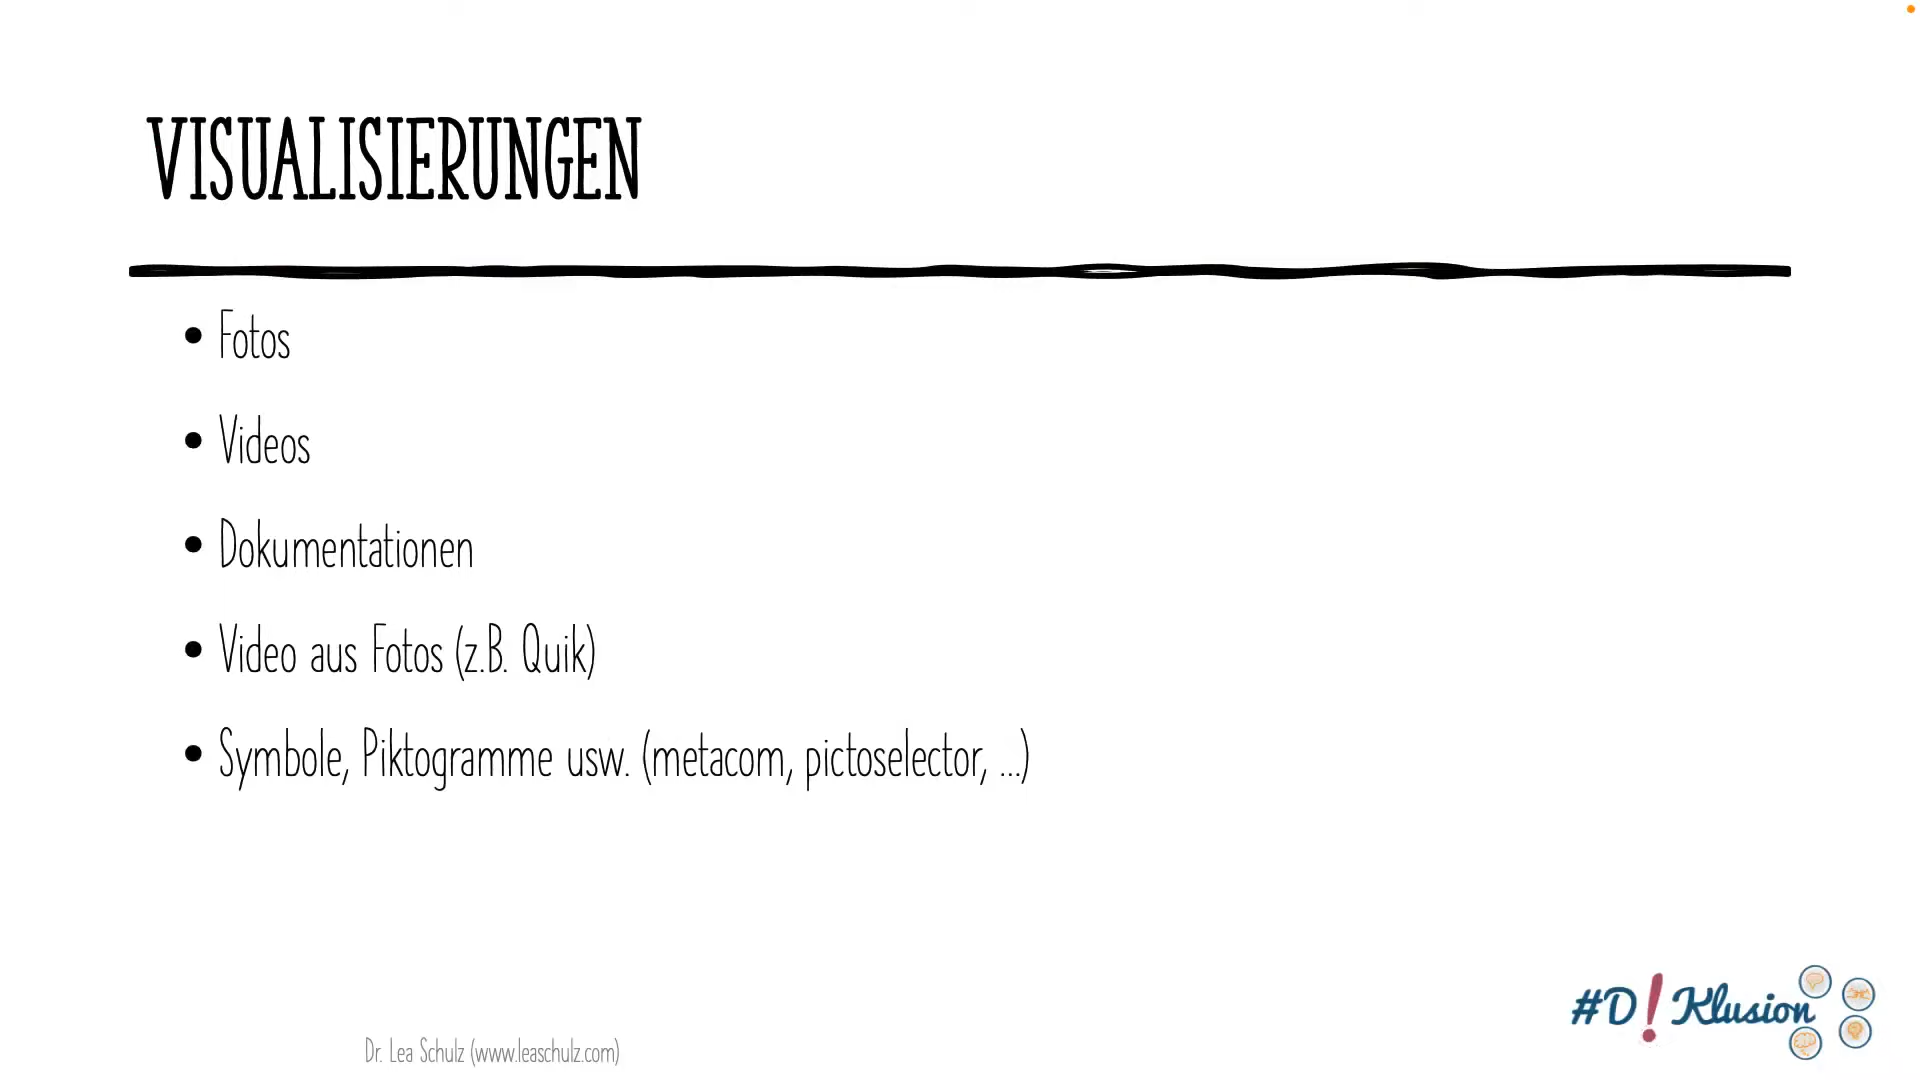 VISUALISIERUNGEN
• Fotos
• Videos
• Dokumentationen
• Video aus Fotos (z.B. Quik)
• Symbole, Piktogramme usw. (metacom, pictoselector, ...)
#D!Klusion
Dr. Lea Schulz (www.leaschulz.com)